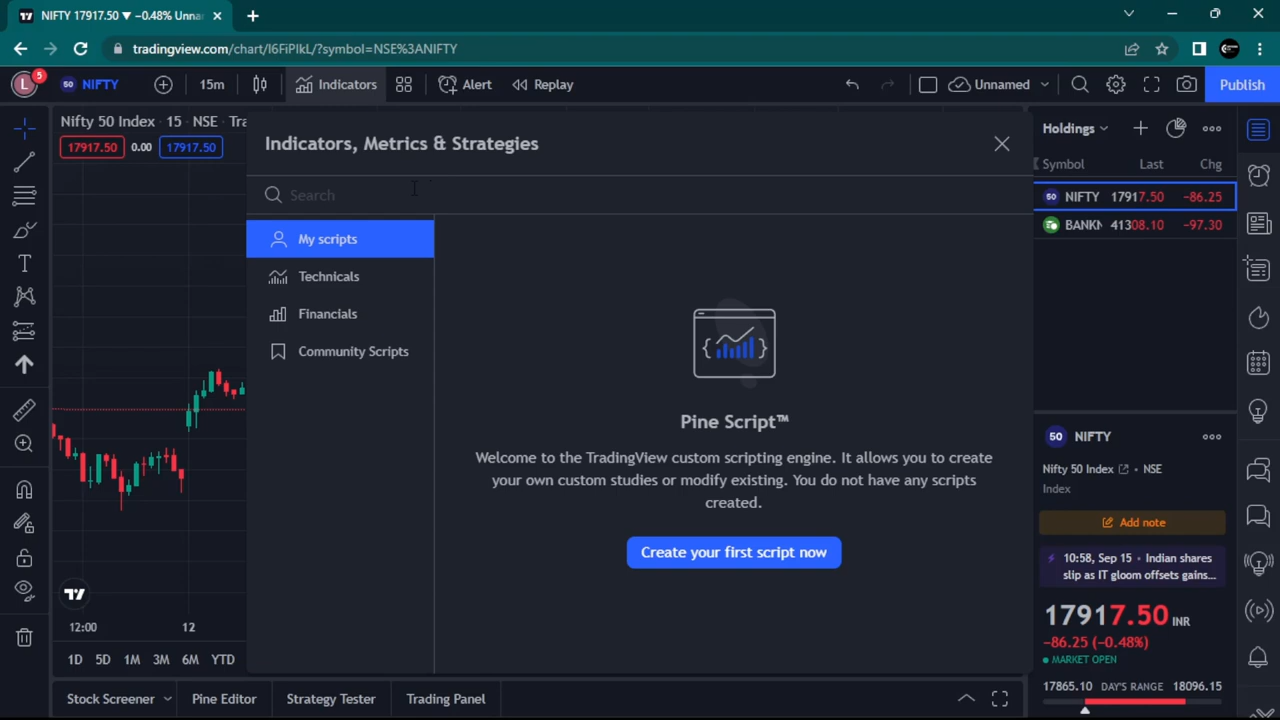 NIFTY 17917.50 ▼ −0.48% Unna
tradingview.com/chart/I6FiPIkL/?symbol=NSE%3ANIFTY
L 5 50 NIFTY 15m Indicators Alert Replay Unnamed Publish
Nifty 50 Index · 15 · NSE · Tra
17917.50 0.00 17917.50
Indicators, Metrics & Strategies
Search
My scripts
Technicals
Financials
Community Scripts
Pine Script™
Welcome to the TradingView custom scripting engine. It allows you to create
your own custom studies or modify existing. You do not have any scripts
created.
Create your first script now
12:00 12
1D 5D 1M 3M 6M YTD
Stock Screener Pine Editor Strategy Tester Trading Panel
Holdings
Symbol Last Chg
50 NIFTY 17917.50 −86.25
BANKN 41308.10 −97.30
50 NIFTY
Nifty 50 Index • NSE
Index
Add note
10:58, Sep 15 • Indian shares
slip as IT gloom offsets gains...
17917.50 INR
−86.25 (−0.48%)
MARKET OPEN
17865.10 DAY'S RANGE 18096.15